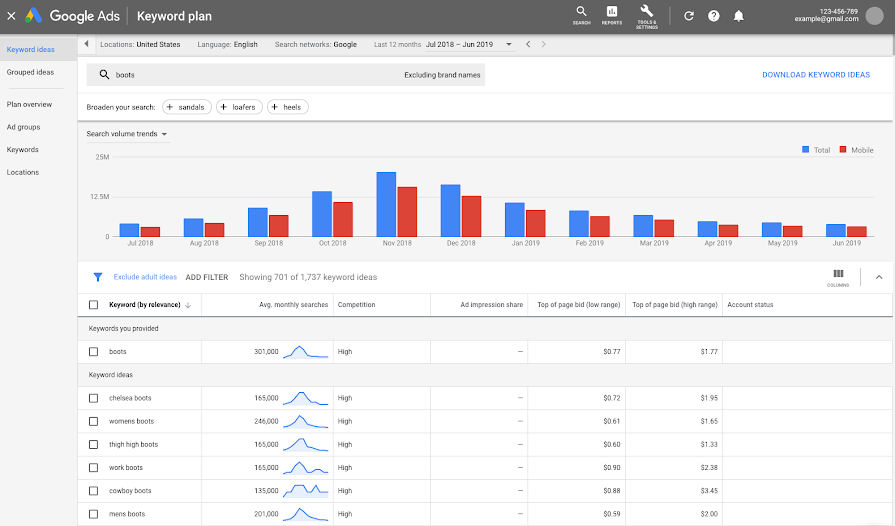 Google Ads Keyword plan
SEARCH REPORTS TOOLS & SETTINGS
123-456-789
example@gmail.com
Keyword ideas
Grouped ideas
Plan overview
Ad groups
Keywords
Locations
Locations: United States Language: English Search networks: Google Last 12 months Jul 2018 – Jun 2019
boots Excluding brand names DOWNLOAD KEYWORD IDEAS
Broaden your search: + sandals + loafers + heels
Search volume trends
Total Mobile
25M
12.5M
0
Jul 2018 Aug 2018 Sep 2018 Oct 2018 Nov 2018 Dec 2018 Jan 2019 Feb 2019 Mar 2019 Apr 2019 May 2019 Jun 2019
Exclude adult ideas ADD FILTER Showing 701 of 1,737 keyword ideas COLUMNS
Keyword (by relevance) Avg. monthly searches Competition Ad impression share Top of page bid (low range) Top of page bid (high range) Account status
Keywords you provided
boots 301,000 High – $0.77 $1.77
Keyword ideas
chelsea boots 165,000 High – $0.72 $1.95
womens boots 246,000 High – $0.61 $1.65
thigh high boots 165,000 High – $0.60 $1.33
work boots 165,000 High – $0.90 $2.38
cowboy boots 135,000 High – $0.88 $3.45
mens boots 201,000 High – $0.59 $2.00